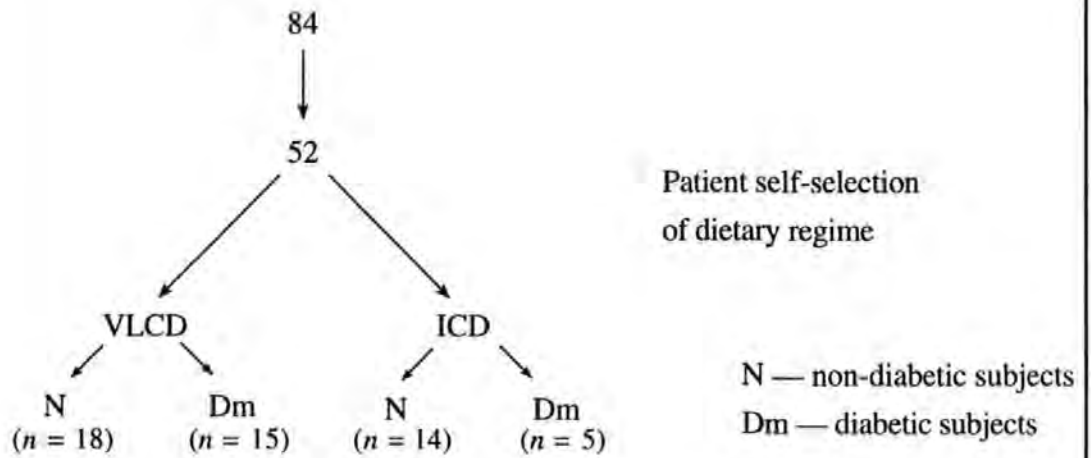 84
52
Patient self-selection
of dietary regime
VLCD ICD
N — non-diabetic subjects
N Dm N Dm
(n = 18) (n = 15) (n = 14) (n = 5)
Dm — diabetic subjects